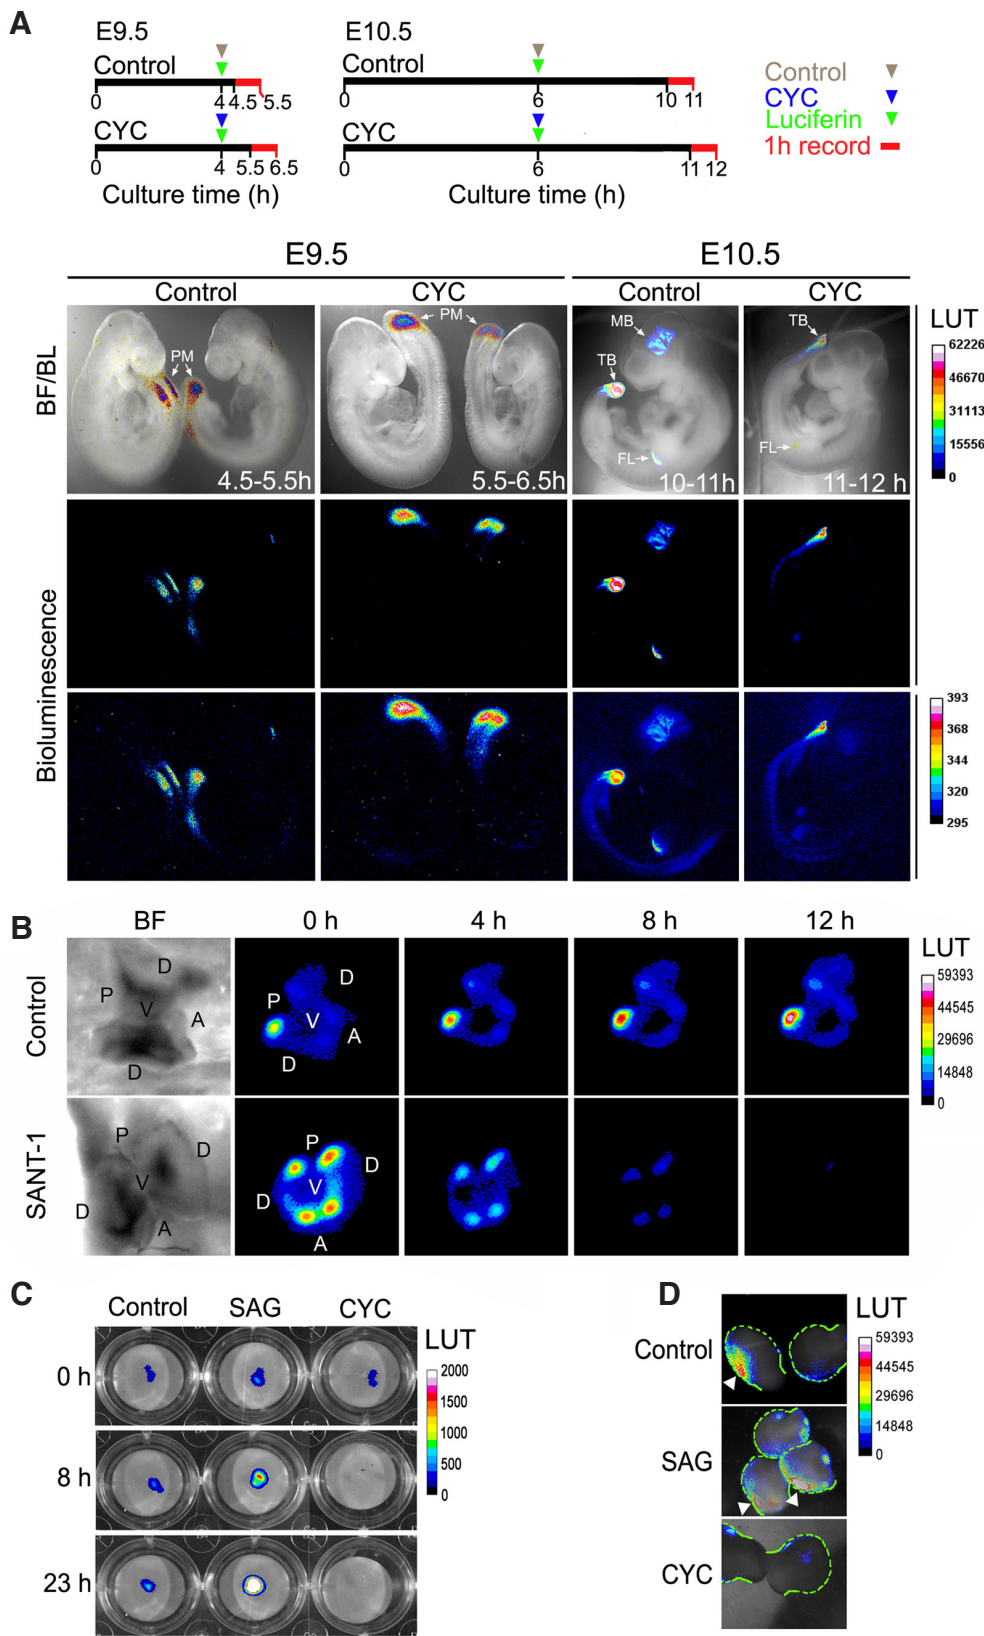 A
E9.5
E10.5
Control
Control
0 4 4.5 5.5
0 6 10 11
CYC
CYC
0 4 5.5 6.5
0 6 11 12
Culture time (h)
Culture time (h)
Control
CYC
Luciferin
1h record
E9.5
E10.5
Control CYC Control CYC
LUT
BF/BL
PM
PM
MB
TB
FL
TB
FL
4.5-5.5h
5.5-6.5h
10-11h
11-12 h
62226
46670
31113
15556
0
Bioluminescence
393
368
344
320
295
B
BF 0 h 4 h 8 h 12 h
LUT
Control
D
P
V
A
D
D
P
V
A
D
59393
44545
29696
14848
0
SANT-1
P
D
V
D
A
P
D
V
D
A
C
Control SAG CYC
LUT
0 h
8 h
23 h
2000
1500
1000
500
0
D
LUT
Control
SAG
CYC
59393
44545
29696
14848
0